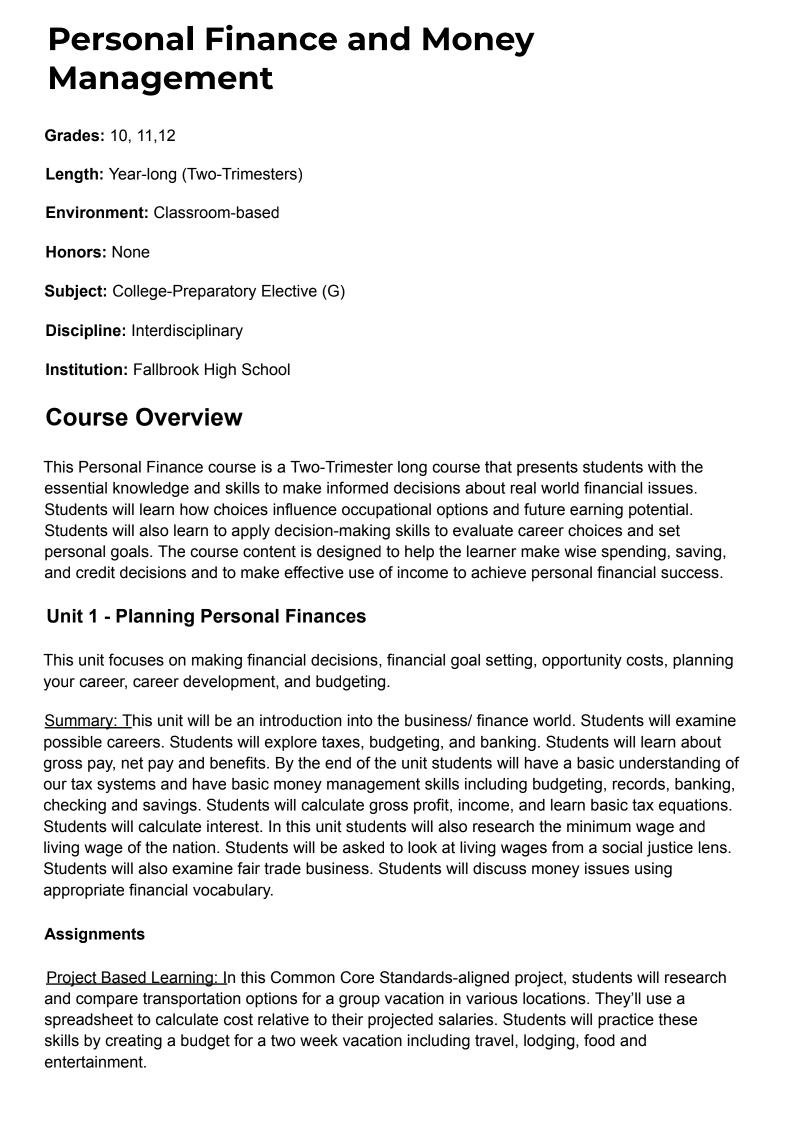 Personal Finance and Money
Management
Grades: 10, 11,12
Length: Year-long (Two-Trimesters)
Environment: Classroom-based
Honors: None
Subject: College-Preparatory Elective (G)
Discipline: Interdisciplinary
Institution: Fallbrook High School
Course Overview
This Personal Finance course is a Two-Trimester long course that presents students with the
essential knowledge and skills to make informed decisions about real world financial issues.
Students will learn how choices influence occupational options and future earning potential.
Students will also learn to apply decision-making skills to evaluate career choices and set
personal goals. The course content is designed to help the learner make wise spending, saving,
and credit decisions and to make effective use of income to achieve personal financial success.
Unit 1 - Planning Personal Finances
This unit focuses on making financial decisions, financial goal setting, opportunity costs, planning
your career, career development, and budgeting.
Summary: This unit will be an introduction into the business/ finance world. Students will examine
possible careers. Students will explore taxes, budgeting, and banking. Students will learn about
gross pay, net pay and benefits. By the end of the unit students will have a basic understanding of
our tax systems and have basic money management skills including budgeting, records, banking,
checking and savings. Students will calculate gross profit, income, and learn basic tax equations.
Students will calculate interest. In this unit students will also research the minimum wage and
living wage of the nation. Students will be asked to look at living wages from a social justice lens.
Students will also examine fair trade business. Students will discuss money issues using
appropriate financial vocabulary.
Assignments
Project Based Learning: In this Common Core Standards-aligned project, students will research
and compare transportation options for a group vacation in various locations. They’ll use a
spreadsheet to calculate cost relative to their projected salaries. Students will practice these
skills by creating a budget for a two week vacation including travel, lodging, food and
entertainment.